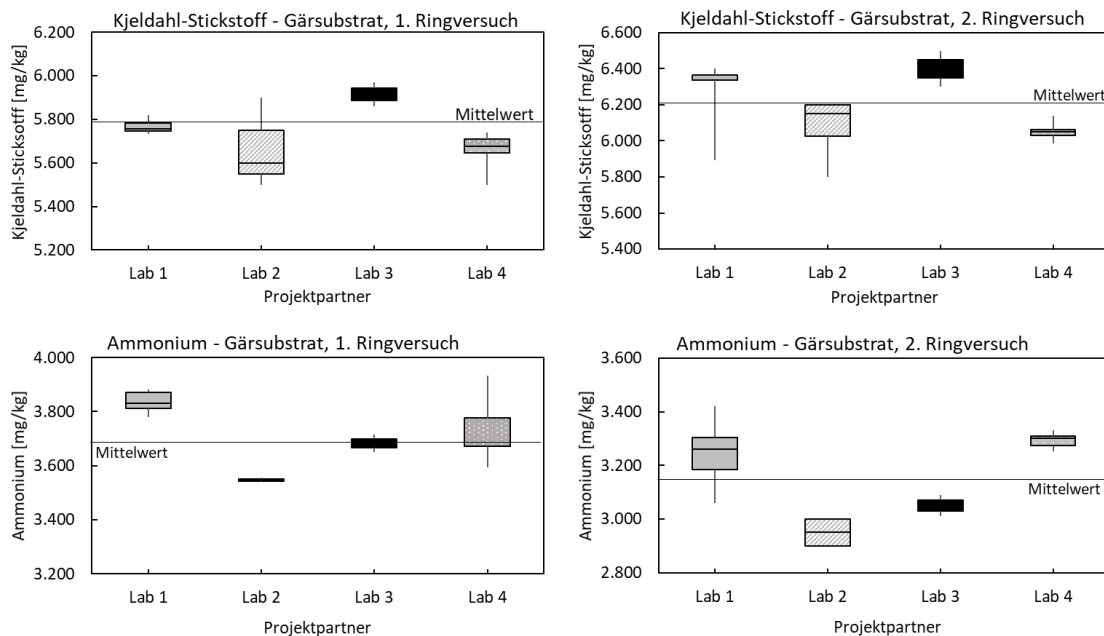 Kjeldahl-Stickstoff - Gärsubstrat, 1. Ringversuch
Kjeldahl-Sticksotff [mg/kg]
6.200
6.000
5.800
5.600
5.400
5.200
Mittelwert
Lab 1 Lab 2 Lab 3 Lab 4
Projektpartner
Kjeldahl-Stickstoff - Gärsubstrat, 2. Ringversuch
Kjeldahl-Sticksotff [mg/kg]
6.600
6.400
6.200
6.000
5.800
5.600
5.400
Mittelwert
Lab 1 Lab 2 Lab 3 Lab 4
Projektpartner
Ammonium - Gärsubstrat, 1. Ringversuch
Ammonium [mg/kg]
4.000
3.800
3.600
3.400
3.200
Mittelwert
Lab 1 Lab 2 Lab 3 Lab 4
Projektpartner
Ammonium - Gärsubstrat, 2. Ringversuch
Ammonium [mg/kg]
3.600
3.400
3.200
3.000
2.800
Mittelwert
Lab 1 Lab 2 Lab 3 Lab 4
Projektpartner